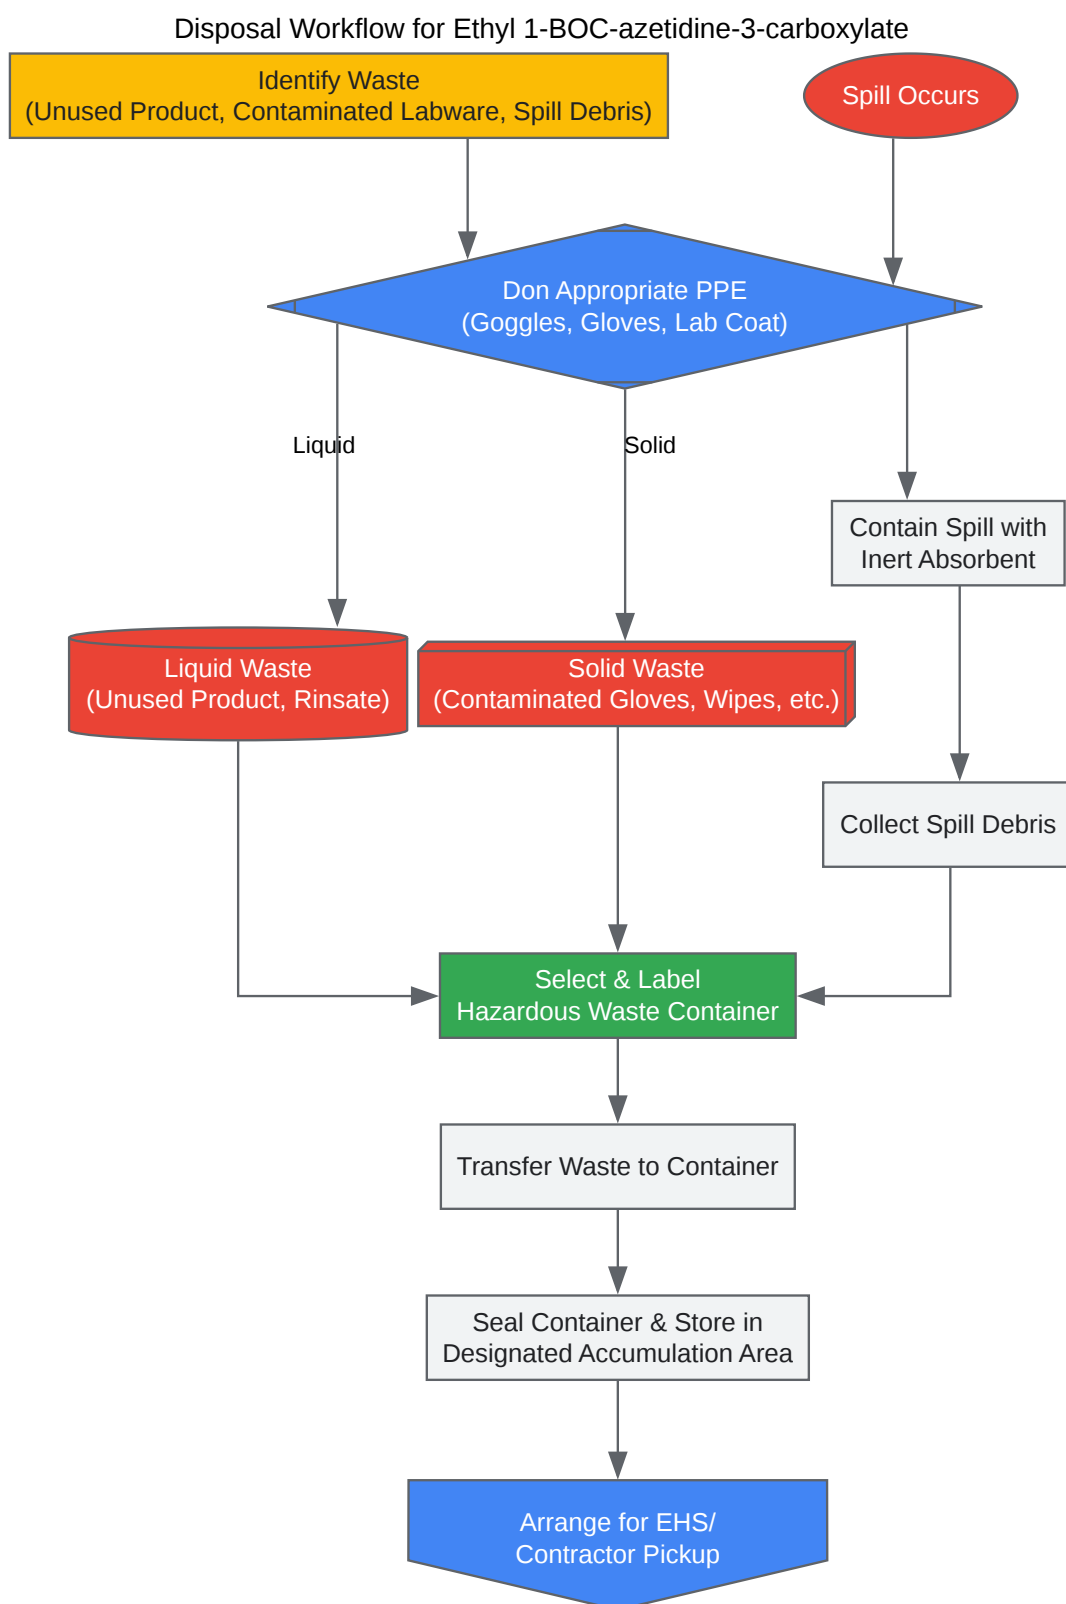 Disposal Workflow for Ethyl 1-BOC-azetidine-3-carboxylate
Identify Waste
(Unused Product, Contaminated Labware, Spill Debris)
Spill Occurs
Don Appropriate PPE
(Goggles, Gloves, Lab Coat)
Liquid
Solid
Contain Spill with
Inert Absorbent
Liquid Waste
(Unused Product, Rinsate)
Solid Waste
(Contaminated Gloves, Wipes, etc.)
Collect Spill Debris
Select & Label
Hazardous Waste Container
Transfer Waste to Container
Seal Container & Store in
Designated Accumulation Area
Arrange for EHS/
Contractor Pickup